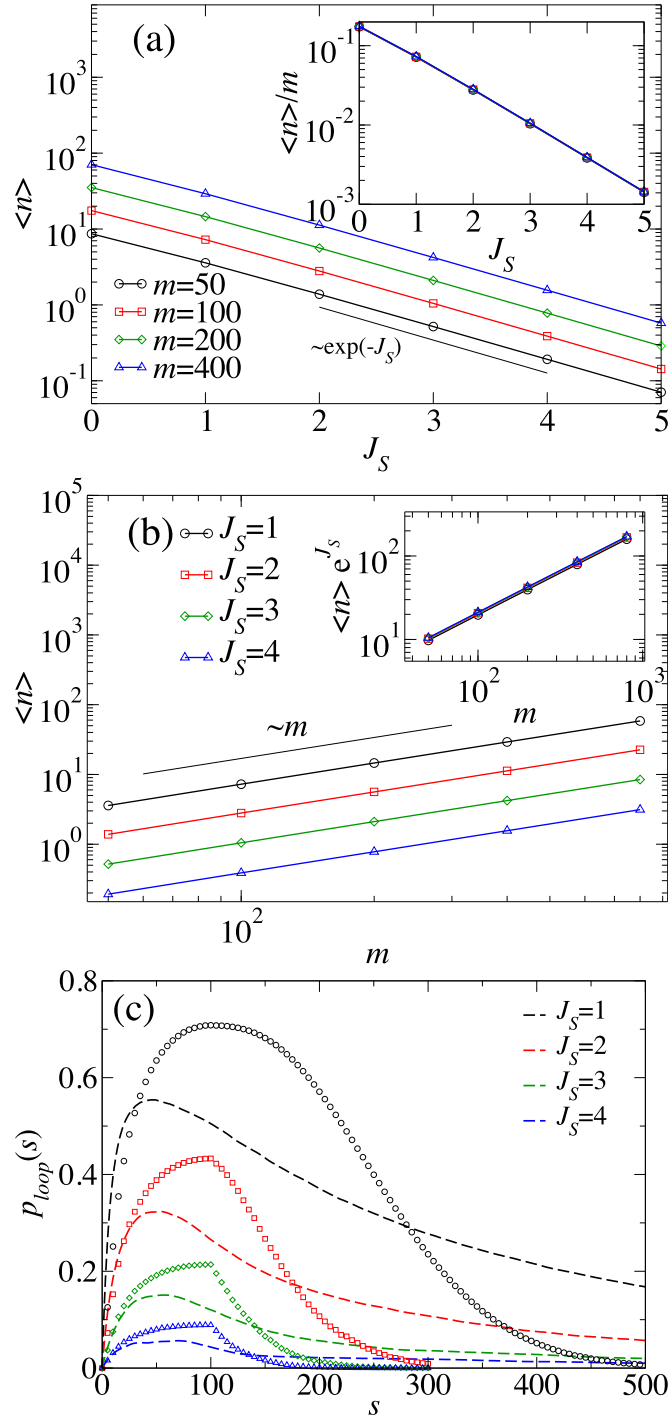 (a)
<n>
10^3
10^2
10^1
10^0
10^-1
0 1 2 3 4 5
J_S
m=50
m=100
m=200
m=400
~exp(-J_S)
<n>/m
10^-1
10^-2
10^-3
0 1 2 3 4 5
J_S
(b)
<n>
10^5
10^4
10^3
10^2
10^1
10^0
10^2
m
J_S=1
J_S=2
J_S=3
J_S=4
~m
<n> e^J_S
10^2
10^1
10^2 10^3
m
(c)
p_loop(s)
0.8
0.6
0.4
0.2
0
0 100 200 300 400 500
s
J_S=1
J_S=2
J_S=3
J_S=4